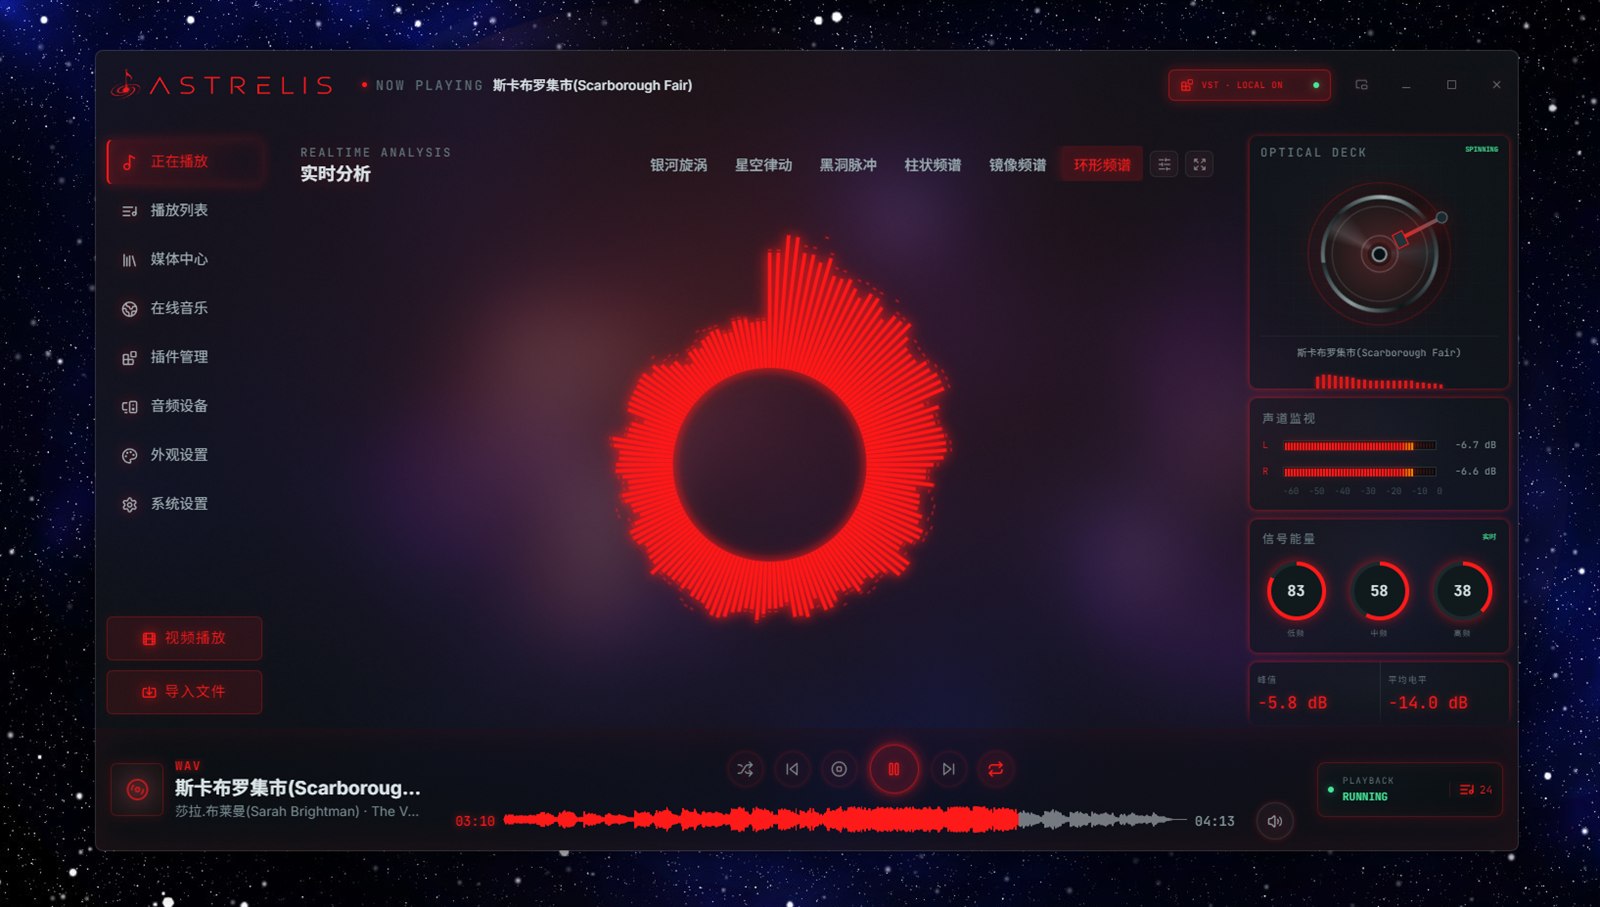 ASTRELIS
NOW PLAYING 斯卡布罗集市(Scarborough Fair)
VST · LOCAL ON
正在播放
播放列表
媒体中心
在线音乐
插件管理
音频设备
外观设置
系统设置
视频播放
导入文件
REALTIME ANALYSIS
实时分析
银河旋涡 星空律动 黑洞脉冲 柱状频谱 镜像频谱 环形频谱
OPTICAL DECK SPINNING
斯卡布罗集市(Scarborough Fair)
声道监视
L -6.7 dB
R -6.6 dB
-60 -50 -40 -30 -20 -10 0
信号能量 实时
83 58 38
低频 中频 高频
峰值 平均电平
-5.8 dB -14.0 dB
WAV
斯卡布罗集市(Scarboroug...
莎拉.布莱曼(Sarah Brightman) · The V...
03:10 04:13
PLAYBACK
RUNNING
24